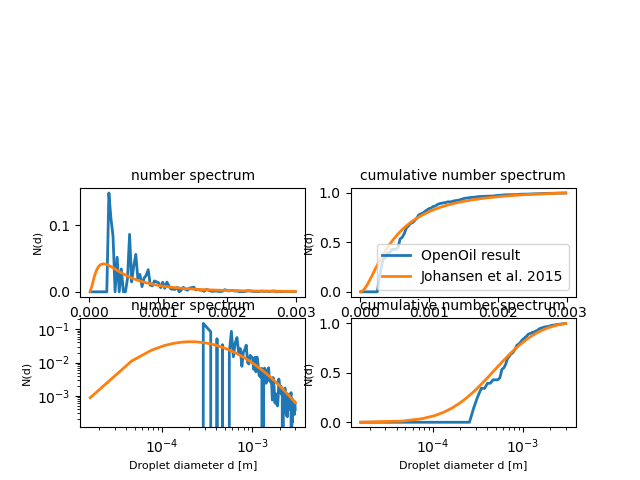 number spectrum
cumulative number spectrum
N(d)
0.1
0.0
0.000
0.001
0.002
0.003
N(d)
1.0
0.5
0.0
OpenOil result
Johansen et al. 2015
0.000
0.001
0.002
0.003
number spectrum
cumulative number spectrum
N(d)
10⁻¹
10⁻²
10⁻³
10⁻⁴
10⁻³
Droplet diameter d [m]
N(d)
1.0
0.5
0.0
10⁻⁴
10⁻³
Droplet diameter d [m]